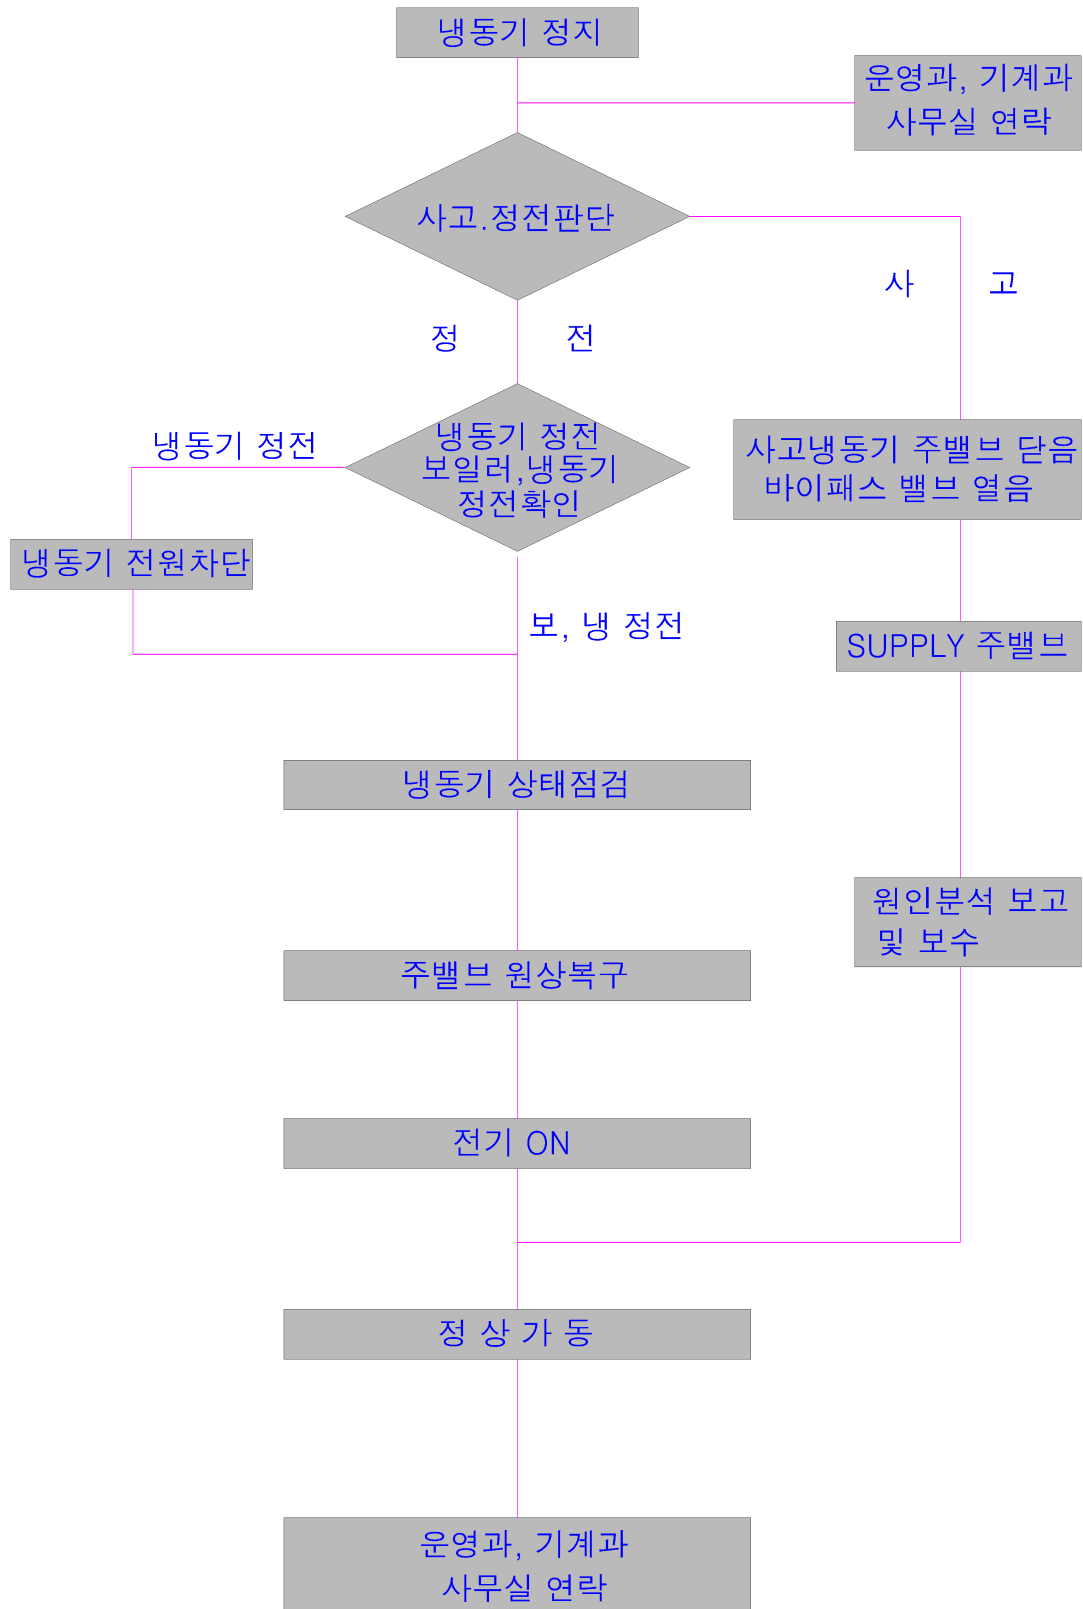 냉동기 정지
운영과, 기계과
사무실 연락
사고.정전판단
사 고
정 전
냉동기 정전
냉동기 정전
보일러,냉동기
정전확인
사고냉동기 주밸브 닫음
바이패스 밸브 열음
냉동기 전원차단
보, 냉 정전
SUPPLY 주밸브
냉동기 상태점검
원인분석 보고
및 보수
주밸브 원상복구
전기 ON
정 상 가 동
운영과, 기계과
사무실 연락